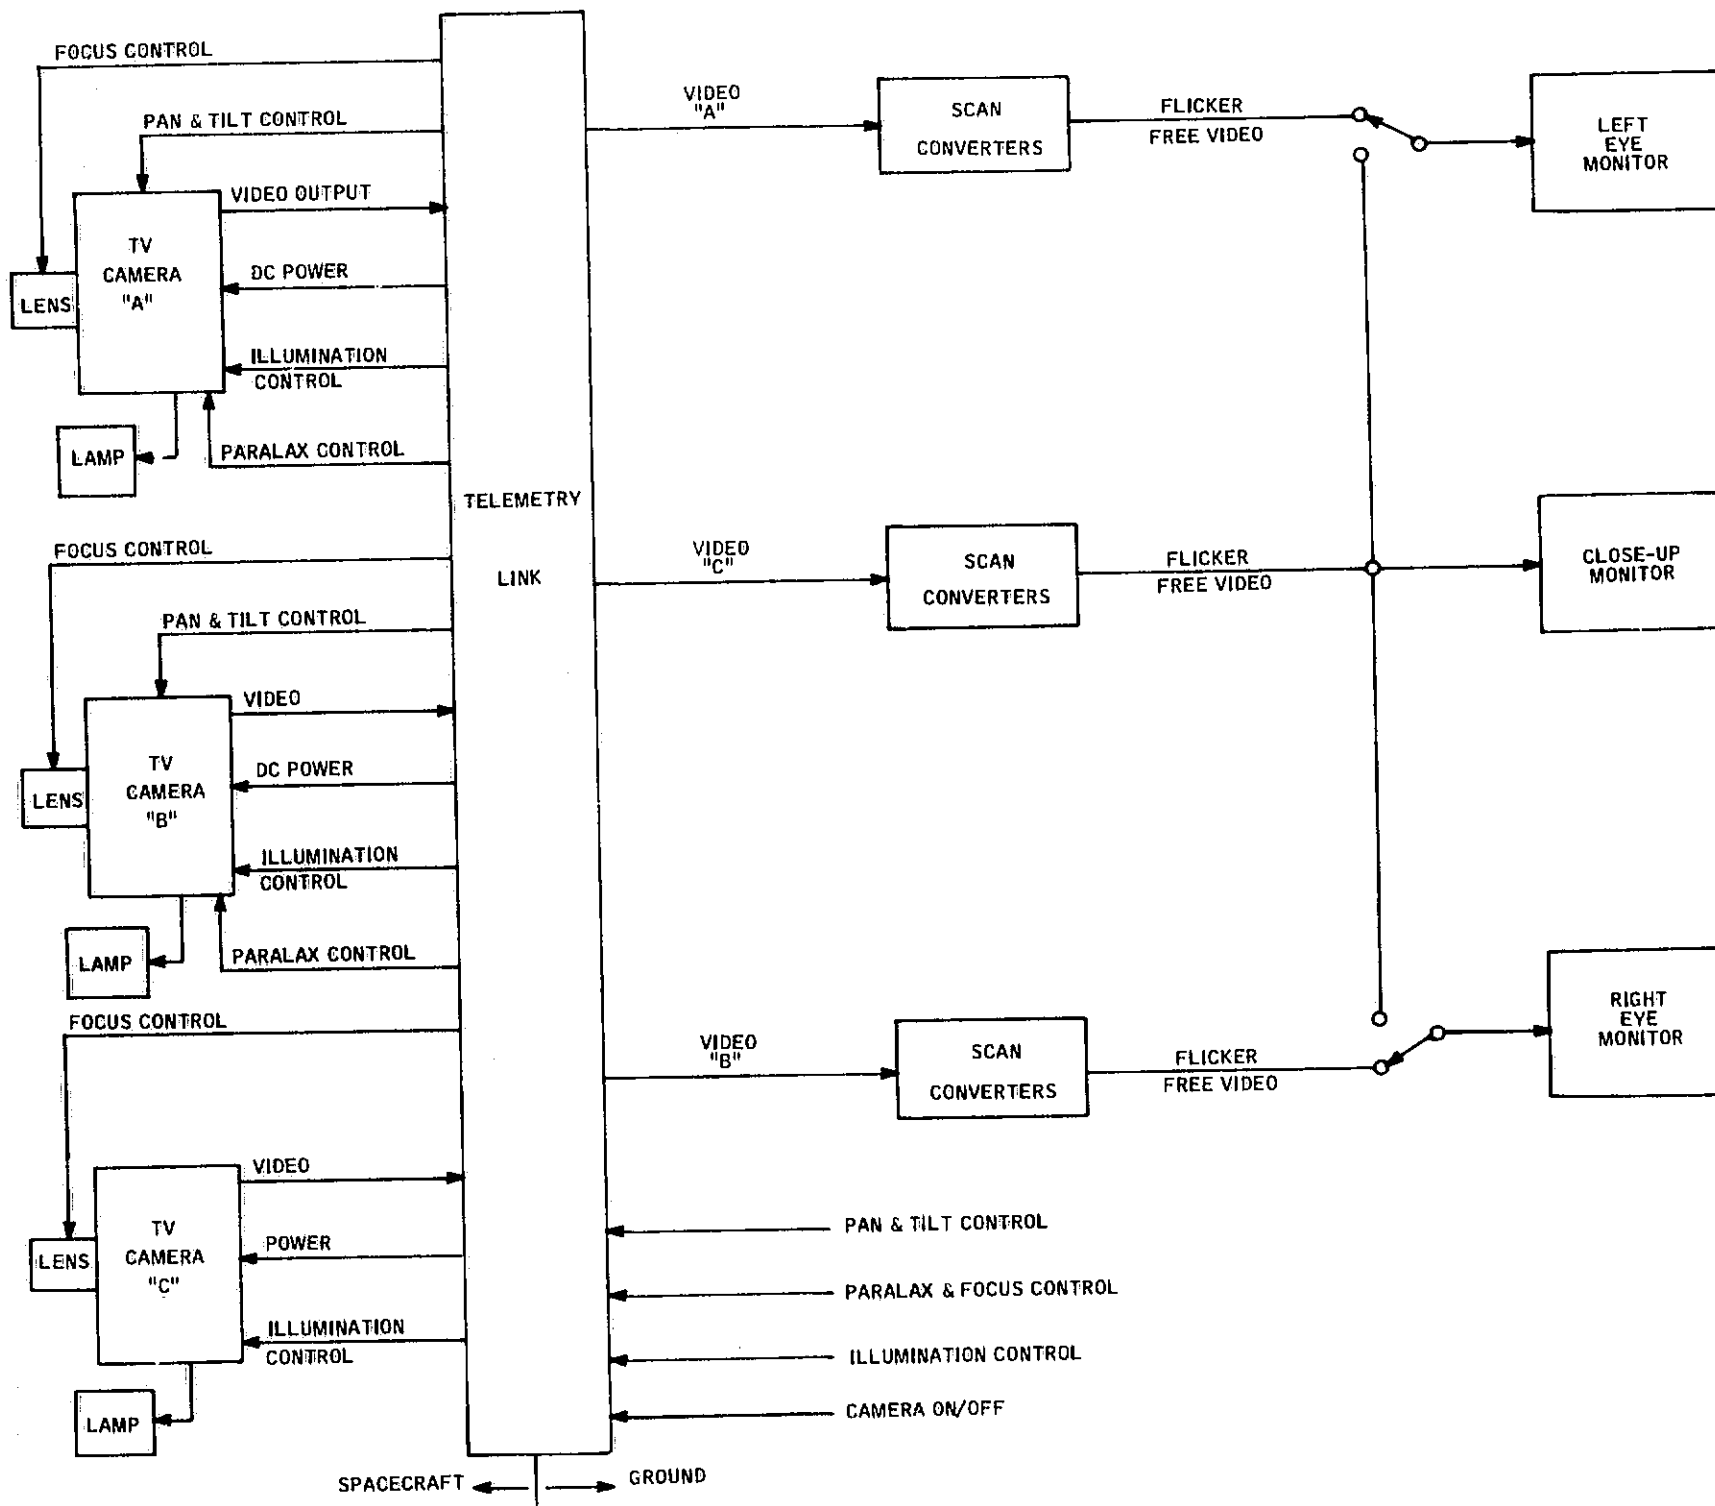 FOCUS CONTROL
PAN & TILT CONTROL
VIDEO OUTPUT
TV
CAMERA
"A"
LENS
DC POWER
ILLUMINATION
CONTROL
LAMP
PARALAX CONTROL
FOCUS CONTROL
PAN & TILT CONTROL
VIDEO
TV
CAMERA
"B"
LENS
DC POWER
ILLUMINATION
CONTROL
LAMP
PARALAX CONTROL
FOCUS CONTROL
VIDEO
TV
CAMERA
"C"
LENS
POWER
ILLUMINATION
CONTROL
LAMP
TELEMETRY
LINK
VIDEO
"A"
SCAN
CONVERTERS
FLICKER
FREE VIDEO
LEFT
EYE
MONITOR
VIDEO
"C"
SCAN
CONVERTERS
FLICKER
FREE VIDEO
CLOSE-UP
MONITOR
VIDEO
"B"
SCAN
CONVERTERS
FLICKER
FREE VIDEO
RIGHT
EYE
MONITOR
PAN & TILT CONTROL
PARALAX & FOCUS CONTROL
ILLUMINATION CONTROL
CAMERA ON/OFF
SPACECRAFT
GROUND